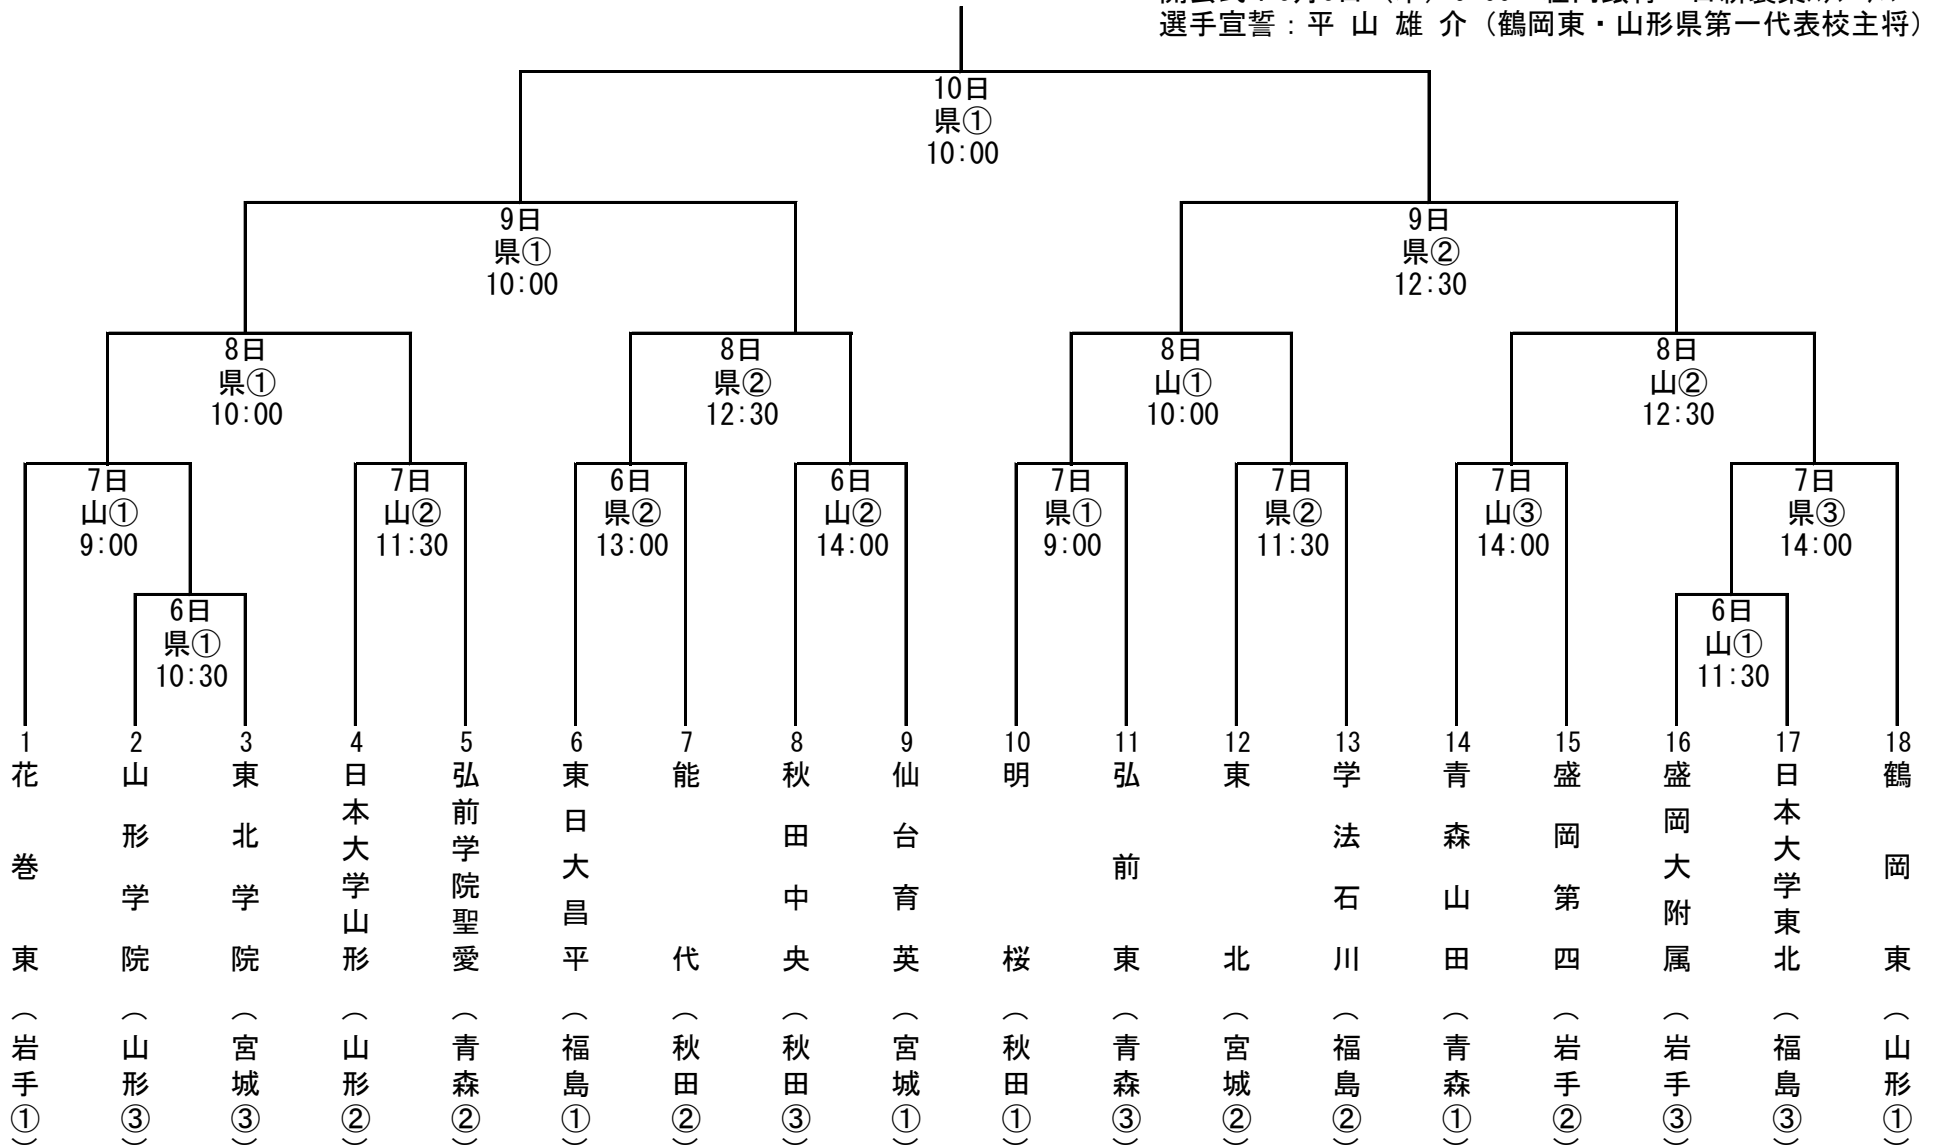 選手宣誓：平 山 雄 介（鶴岡東・山形県第一代表校主将）
10日
県①
10:00
9日
県①
10:00
9日
県②
12:30
8日
県①
10:00
8日
県②
12:30
8日
山①
10:00
8日
山②
12:30
7日
山①
9:00
7日
山②
11:30
6日
県②
13:00
6日
山②
14:00
7日
県①
9:00
7日
県②
11:30
7日
山③
14:00
7日
県③
14:00
6日
県①
10:30
6日
山①
11:30
1
花巻東（岩手①）
2
山形学院（山形③）
3
東北学院（宮城③）
4
日本大学山形（山形②）
5
弘前学院聖愛（青森②）
6
東日大昌平（福島①）
7
能代（秋田②）
8
秋田中央（秋田③）
9
仙台育英（宮城①）
10
明桜（秋田①）
11
弘前東（青森③）
12
東北（宮城②）
13
学法石川（福島②）
14
青森山田（青森①）
15
盛岡第四（岩手②）
16
盛岡大附属（岩手③）
17
日本大学東北（福島③）
18
鶴岡東（山形①）